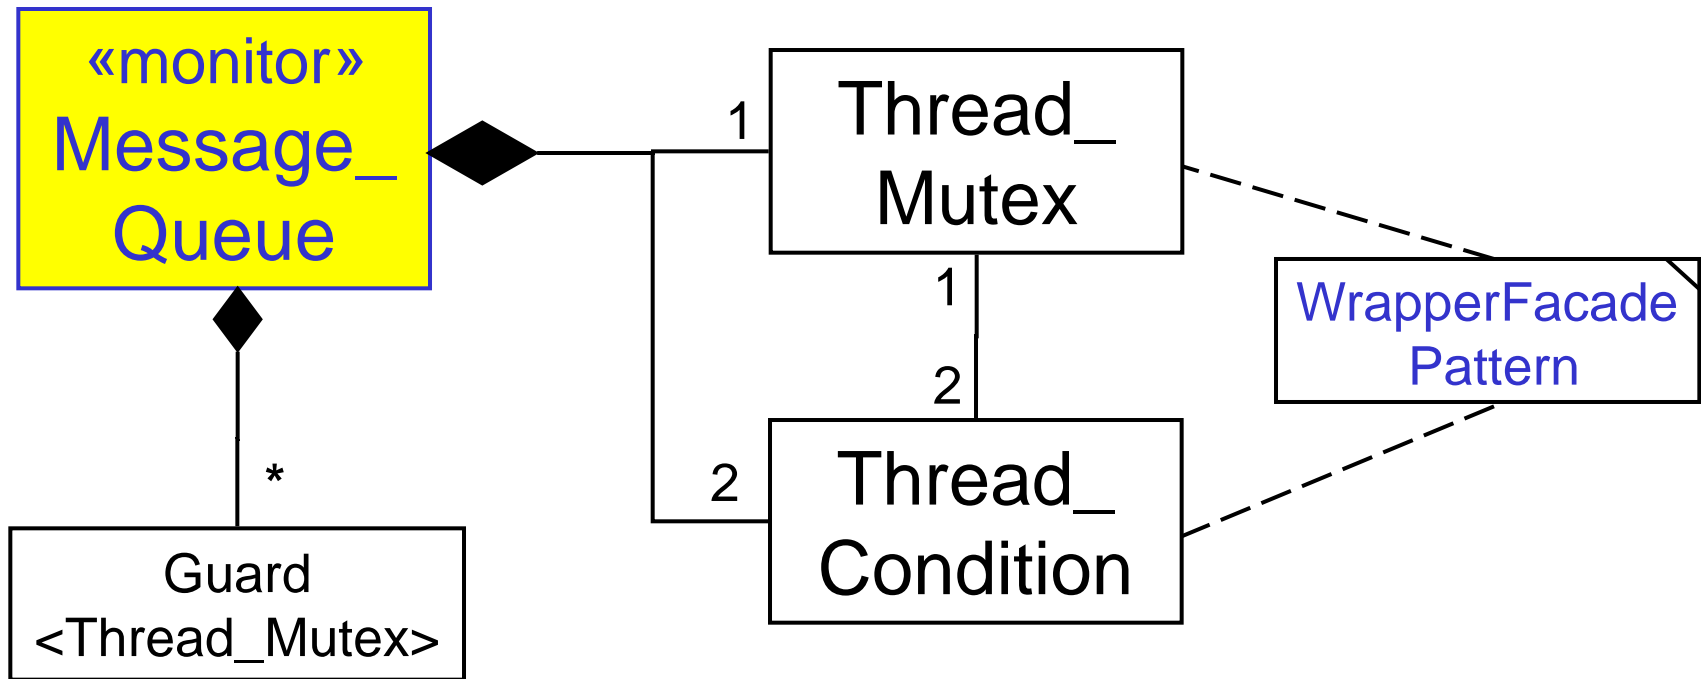 «monitor»
Message_
Queue
1
Thread_
Mutex
1
2
WrapperFacade
Pattern
2
Thread_
Condition
*
Guard
<Thread_Mutex>